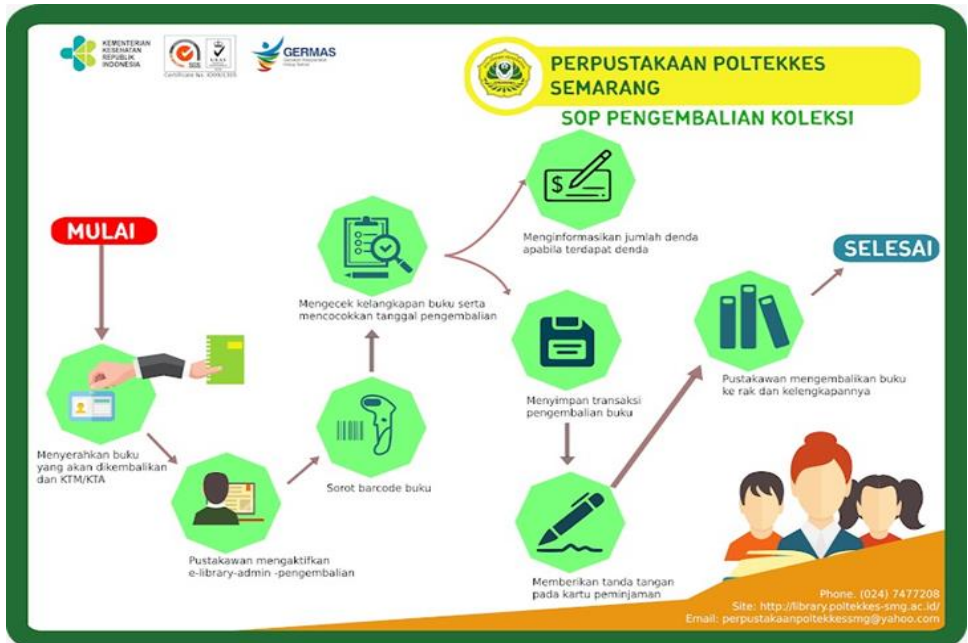 KEMENTERIAN
KESEHATAN
REPUBLIK
INDONESIA
SGS
UKAS
GERMAS
PERPUSTAKAAN POLTEKKES
SEMARANG
SOP PENGEMBALIAN KOLEKSI
MULAI
Menyerahkan buku
yang akan dikembalikan
dan KTM/KTA
Pustakawan mengaktifkan
e-library-admin -pengembalian
Sorot barcode buku
Mengecek kelangkapan buku serta
mencocokkan tanggal pengembalian
$
Menginformasikan jumlah denda
apabila terdapat denda
Menyimpan transaksi
pengembalian buku
Memberikan tanda tangan
pada kartu peminjaman
Pustakawan mengembalikan buku
ke rak dan kelengkapannya
SELESAI
Phone. (024) 7477208
Site: http://library.poltekkes-smg.ac.id/
Email: perpustakaanpoltekkessmg@yahoo.com